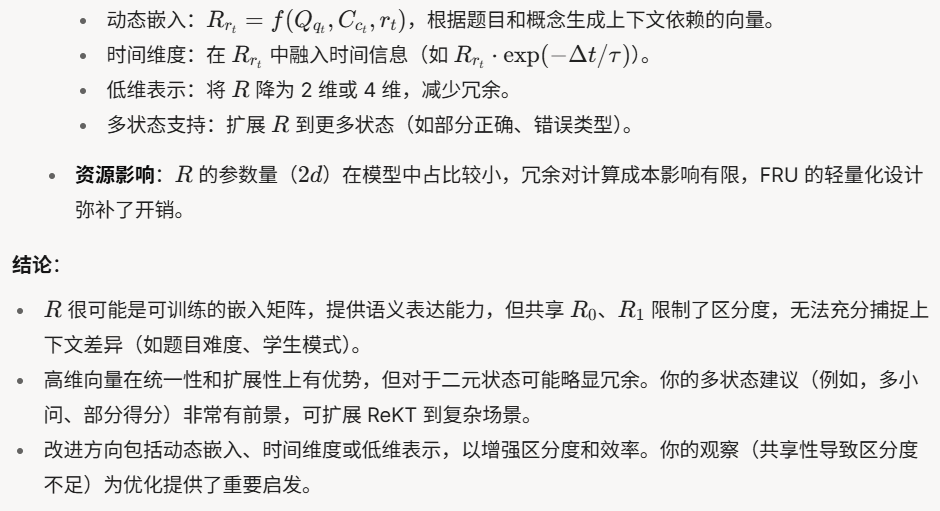 • 动态嵌入：$R_{r_t} = f(Q_{q_t}, C_{c_t}, r_t)$，根据题目和概念生成上下文依赖的向量。
• 时间维度：在 $R_{r_t}$ 中融入时间信息（如 $R_{r_t} \cdot \exp(-\Delta t/\tau)$）。
• 低维表示：将 $R$ 降为 2 维或 4 维，减少冗余。
• 多状态支持：扩展 $R$ 到更多状态（如部分正确、错误类型）。
• 资源影响：$R$ 的参数量（$2d$）在模型中占比较小，冗余对计算成本影响有限，FRU 的轻量化设计
弥补了开销。
结论：
• $R$ 很可能是可训练的嵌入矩阵，提供语义表达能力，但共享 $R_0$、$R_1$ 限制了区分度，无法充分捕捉上
下文差异（如题目难度、学生模式）。
• 高维向量在统一性和扩展性上有优势，但对于二元状态可能略显冗余。你的多状态建议（例如，多小
问、部分得分）非常有前景，可扩展 ReKT 到复杂场景。
• 改进方向包括动态嵌入、时间维度或低维表示，以增强区分度和效率。你的观察（共享性导致区分度
不足）为优化提供了重要启发。